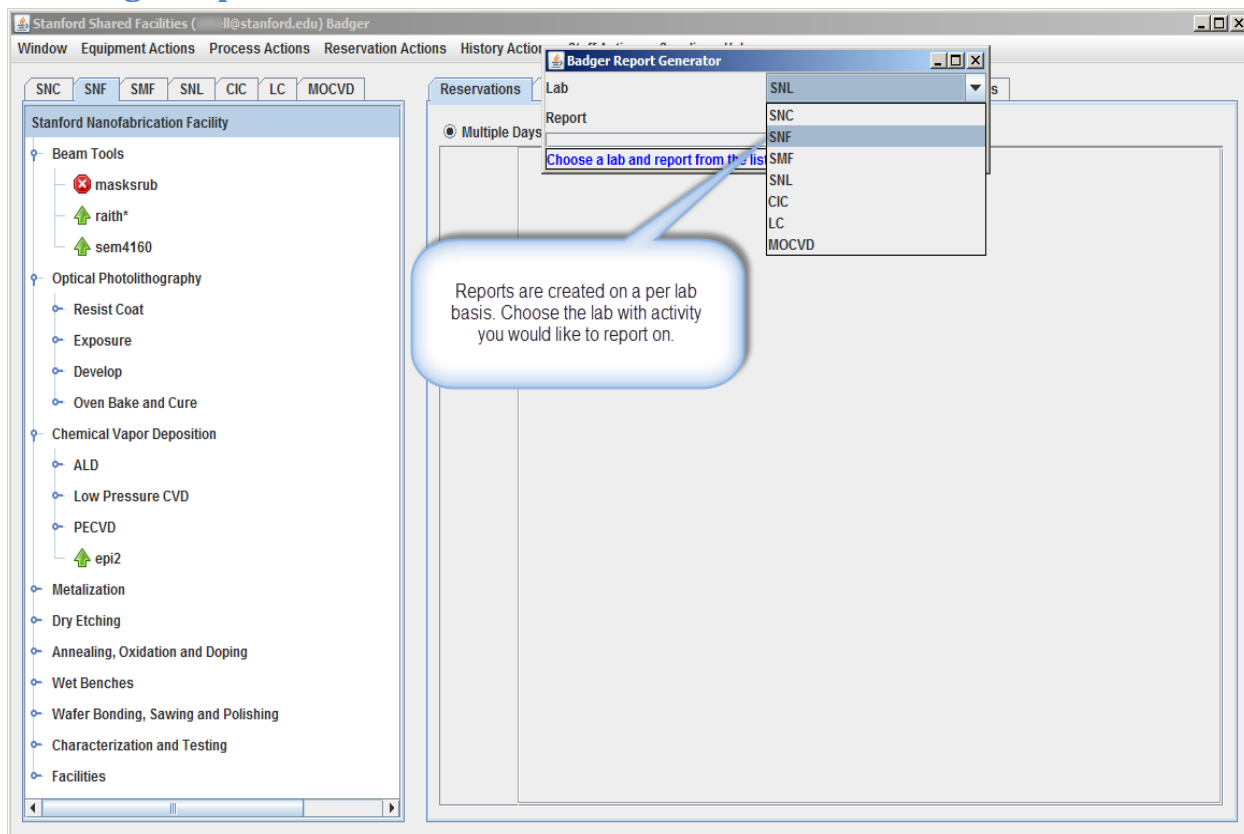 Stanford Shared Facilities ( ll@stanford.edu) Badger
Window Equipment Actions Process Actions Reservation Actions History Action
Badger Report Generator
SNC SNF SMF SNL CIC LC MOCVD
Reservations
Lab SNL
s
Stanford Nanofabrication Facility
Multiple Days
Report
Choose a lab and report from the list
SNC
SNF
SMF
SNL
CIC
LC
MOCVD
Beam Tools
masksrub
raith*
sem4160
Optical Photolithography
Resist Coat
Exposure
Develop
Oven Bake and Cure
Chemical Vapor Deposition
ALD
Low Pressure CVD
PECVD
epi2
Metalization
Dry Etching
Annealing, Oxidation and Doping
Wet Benches
Wafer Bonding, Sawing and Polishing
Characterization and Testing
Facilities
Reports are created on a per lab
basis. Choose the lab with activity
you would like to report on.